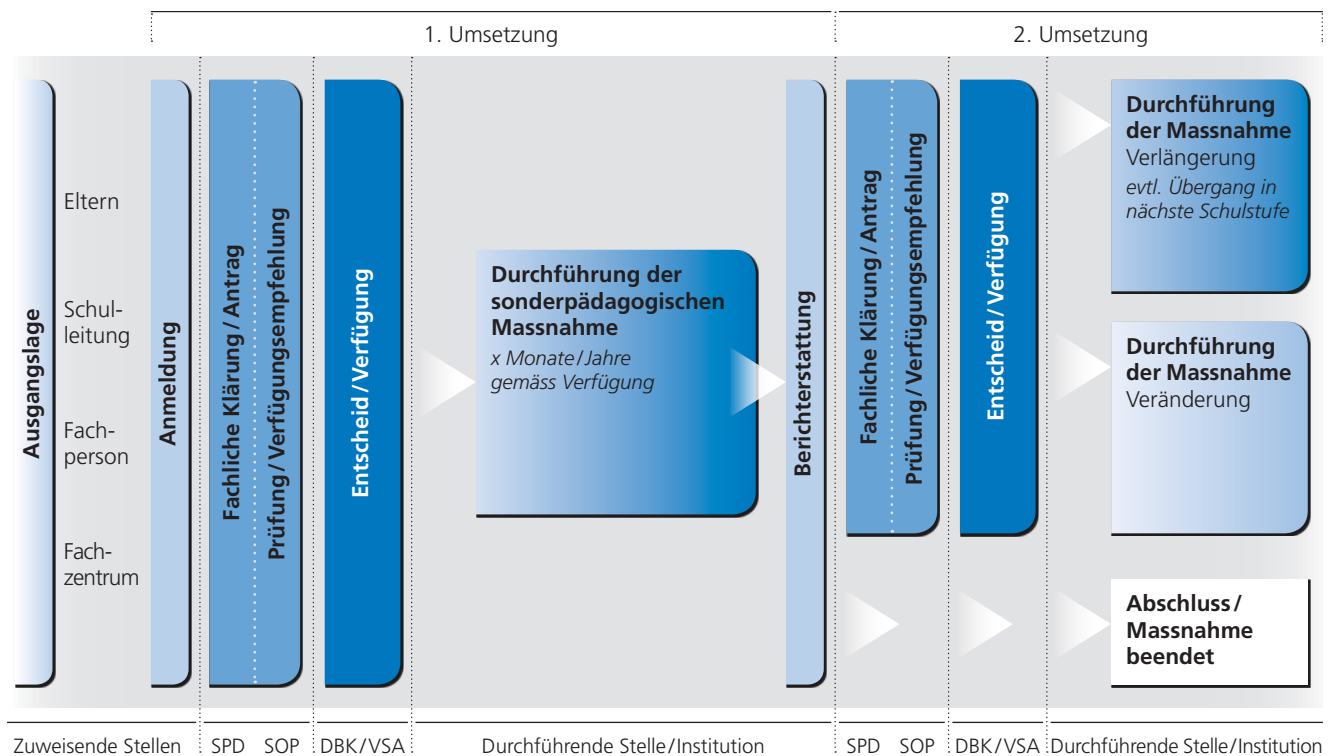 1. Umsetzung
2. Umsetzung
Ausgangslage
Eltern
Schul-
leitung
Fach-
person
Fach-
zentrum
Anmeldung
Fachliche Klärung / Antrag
Prüfung / Verfügungsempfehlung
Entscheid / Verfügung
Durchführung der
sonderpädagogischen
Massnahme
x Monate / Jahre
gemäss Verfügung
Berichterstattung
Fachliche Klärung / Antrag
Prüfung / Verfügungsempfehlung
Entscheid / Verfügung
Durchführung
der Massnahme
Verlängerung
evtl. Übergang in
nächste Schulstufe
Durchführung
der Massnahme
Veränderung
Abschluss /
Massnahme
beendet
Zuweisende Stellen
SPD
SOP
DBK / VSA
Durchführende Stelle / Institution
SPD
SOP
DBK / VSA
Durchführende Stelle / Institution